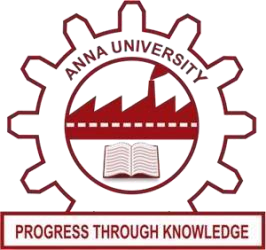 ANNA UNIVERSITY
PROGRESS THROUGH KNOWLEDGE